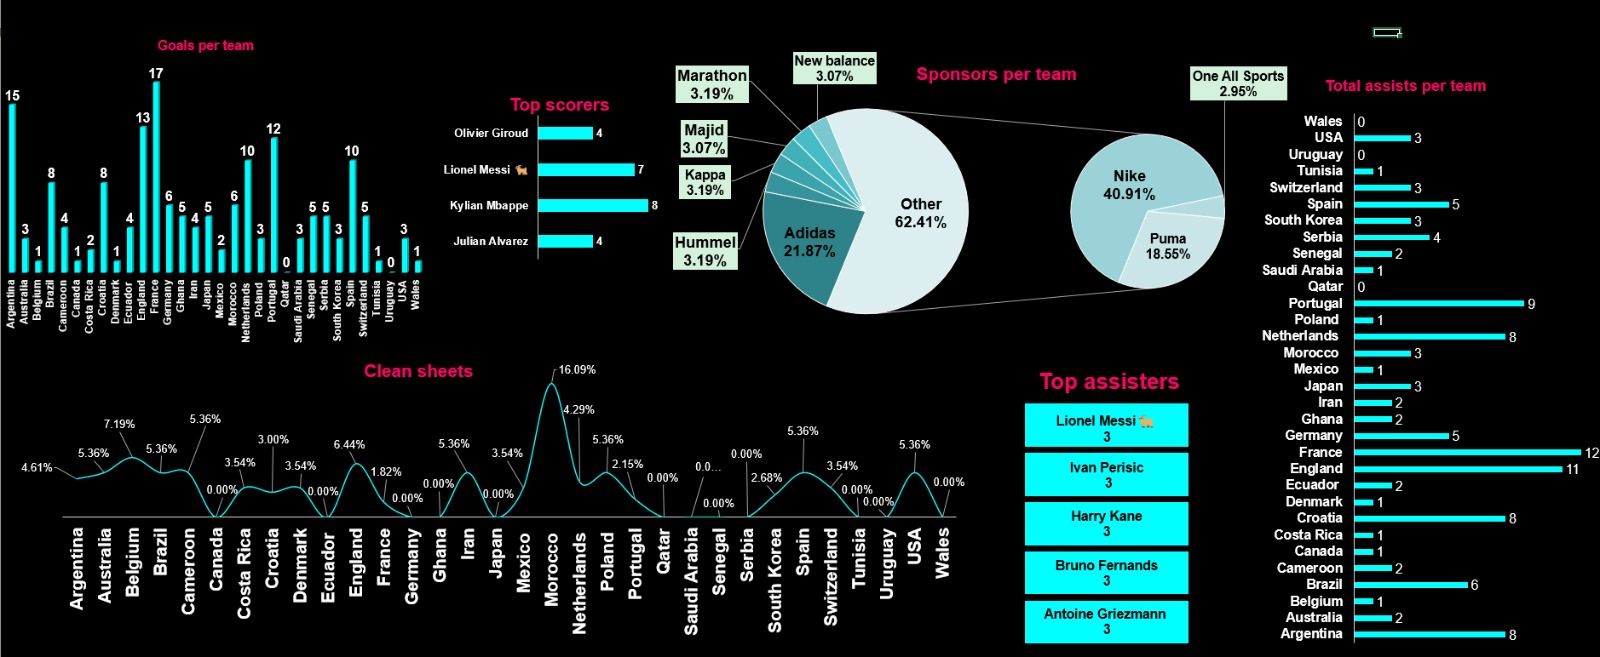 Goals per team
15
3
1
8
4
1
2
8
1
4
13
17
6
5
4
5
2
6
10
3
12
0
3
5
5
3
10
5
1
0
3
1
Argentina
Australia
Belgium
Brazil
Cameroon
Canada
Costa Rica
Croatia
Denmark
Ecuador
England
France
Germany
Ghana
Iran
Japan
Mexico
Morocco
Netherlands
Poland
Portugal
Qatar
Saudi Arabia
Senegal
Serbia
South Korea
Spain
Switzerland
Tunisia
Uruguay
USA
Wales
Top scorers
Olivier Giroud 4
Lionel Messi 7
Kylian Mbappe 8
Julian Alvarez 4
Sponsors per team
New balance
3.07%
Marathon
3.19%
Majid
3.07%
Kappa
3.19%
Hummel
3.19%
Adidas
21.87%
Other
62.41%
One All Sports
2.95%
Nike
40.91%
Puma
18.55%
Total assists per team
Wales 0
USA 3
Uruguay 0
Tunisia 1
Switzerland 3
Spain 5
South Korea 3
Serbia 4
Senegal 2
Saudi Arabia 1
Qatar 0
Portugal 9
Poland 1
Netherlands 8
Morocco 3
Mexico 1
Japan 3
Iran 2
Ghana 2
Germany 5
France 12
England 11
Ecuador 2
Denmark 1
Croatia 8
Costa Rica 1
Canada 1
Cameroon 2
Brazil 6
Belgium 1
Australia 2
Argentina 8
Clean sheets
4.61%
5.36%
7.19%
5.36%
5.36%
0.00%
3.54%
3.00%
3.54%
0.00%
6.44%
1.82%
0.00%
0.00%
5.36%
0.00%
3.54%
16.09%
4.29%
5.36%
2.15%
0.00%
0.0...
0.00%
0.00%
2.68%
5.36%
3.54%
0.00%
0.00%
5.36%
0.00%
Argentina
Australia
Belgium
Brazil
Cameroon
Canada
Costa Rica
Croatia
Denmark
Ecuador
England
France
Germany
Ghana
Iran
Japan
Mexico
Morocco
Netherlands
Poland
Portugal
Qatar
Saudi Arabia
Senegal
Serbia
South Korea
Spain
Switzerland
Tunisia
Uruguay
USA
Wales
Top assisters
Lionel Messi
3
Ivan Perisic
3
Harry Kane
3
Bruno Fernands
3
Antoine Griezmann
3